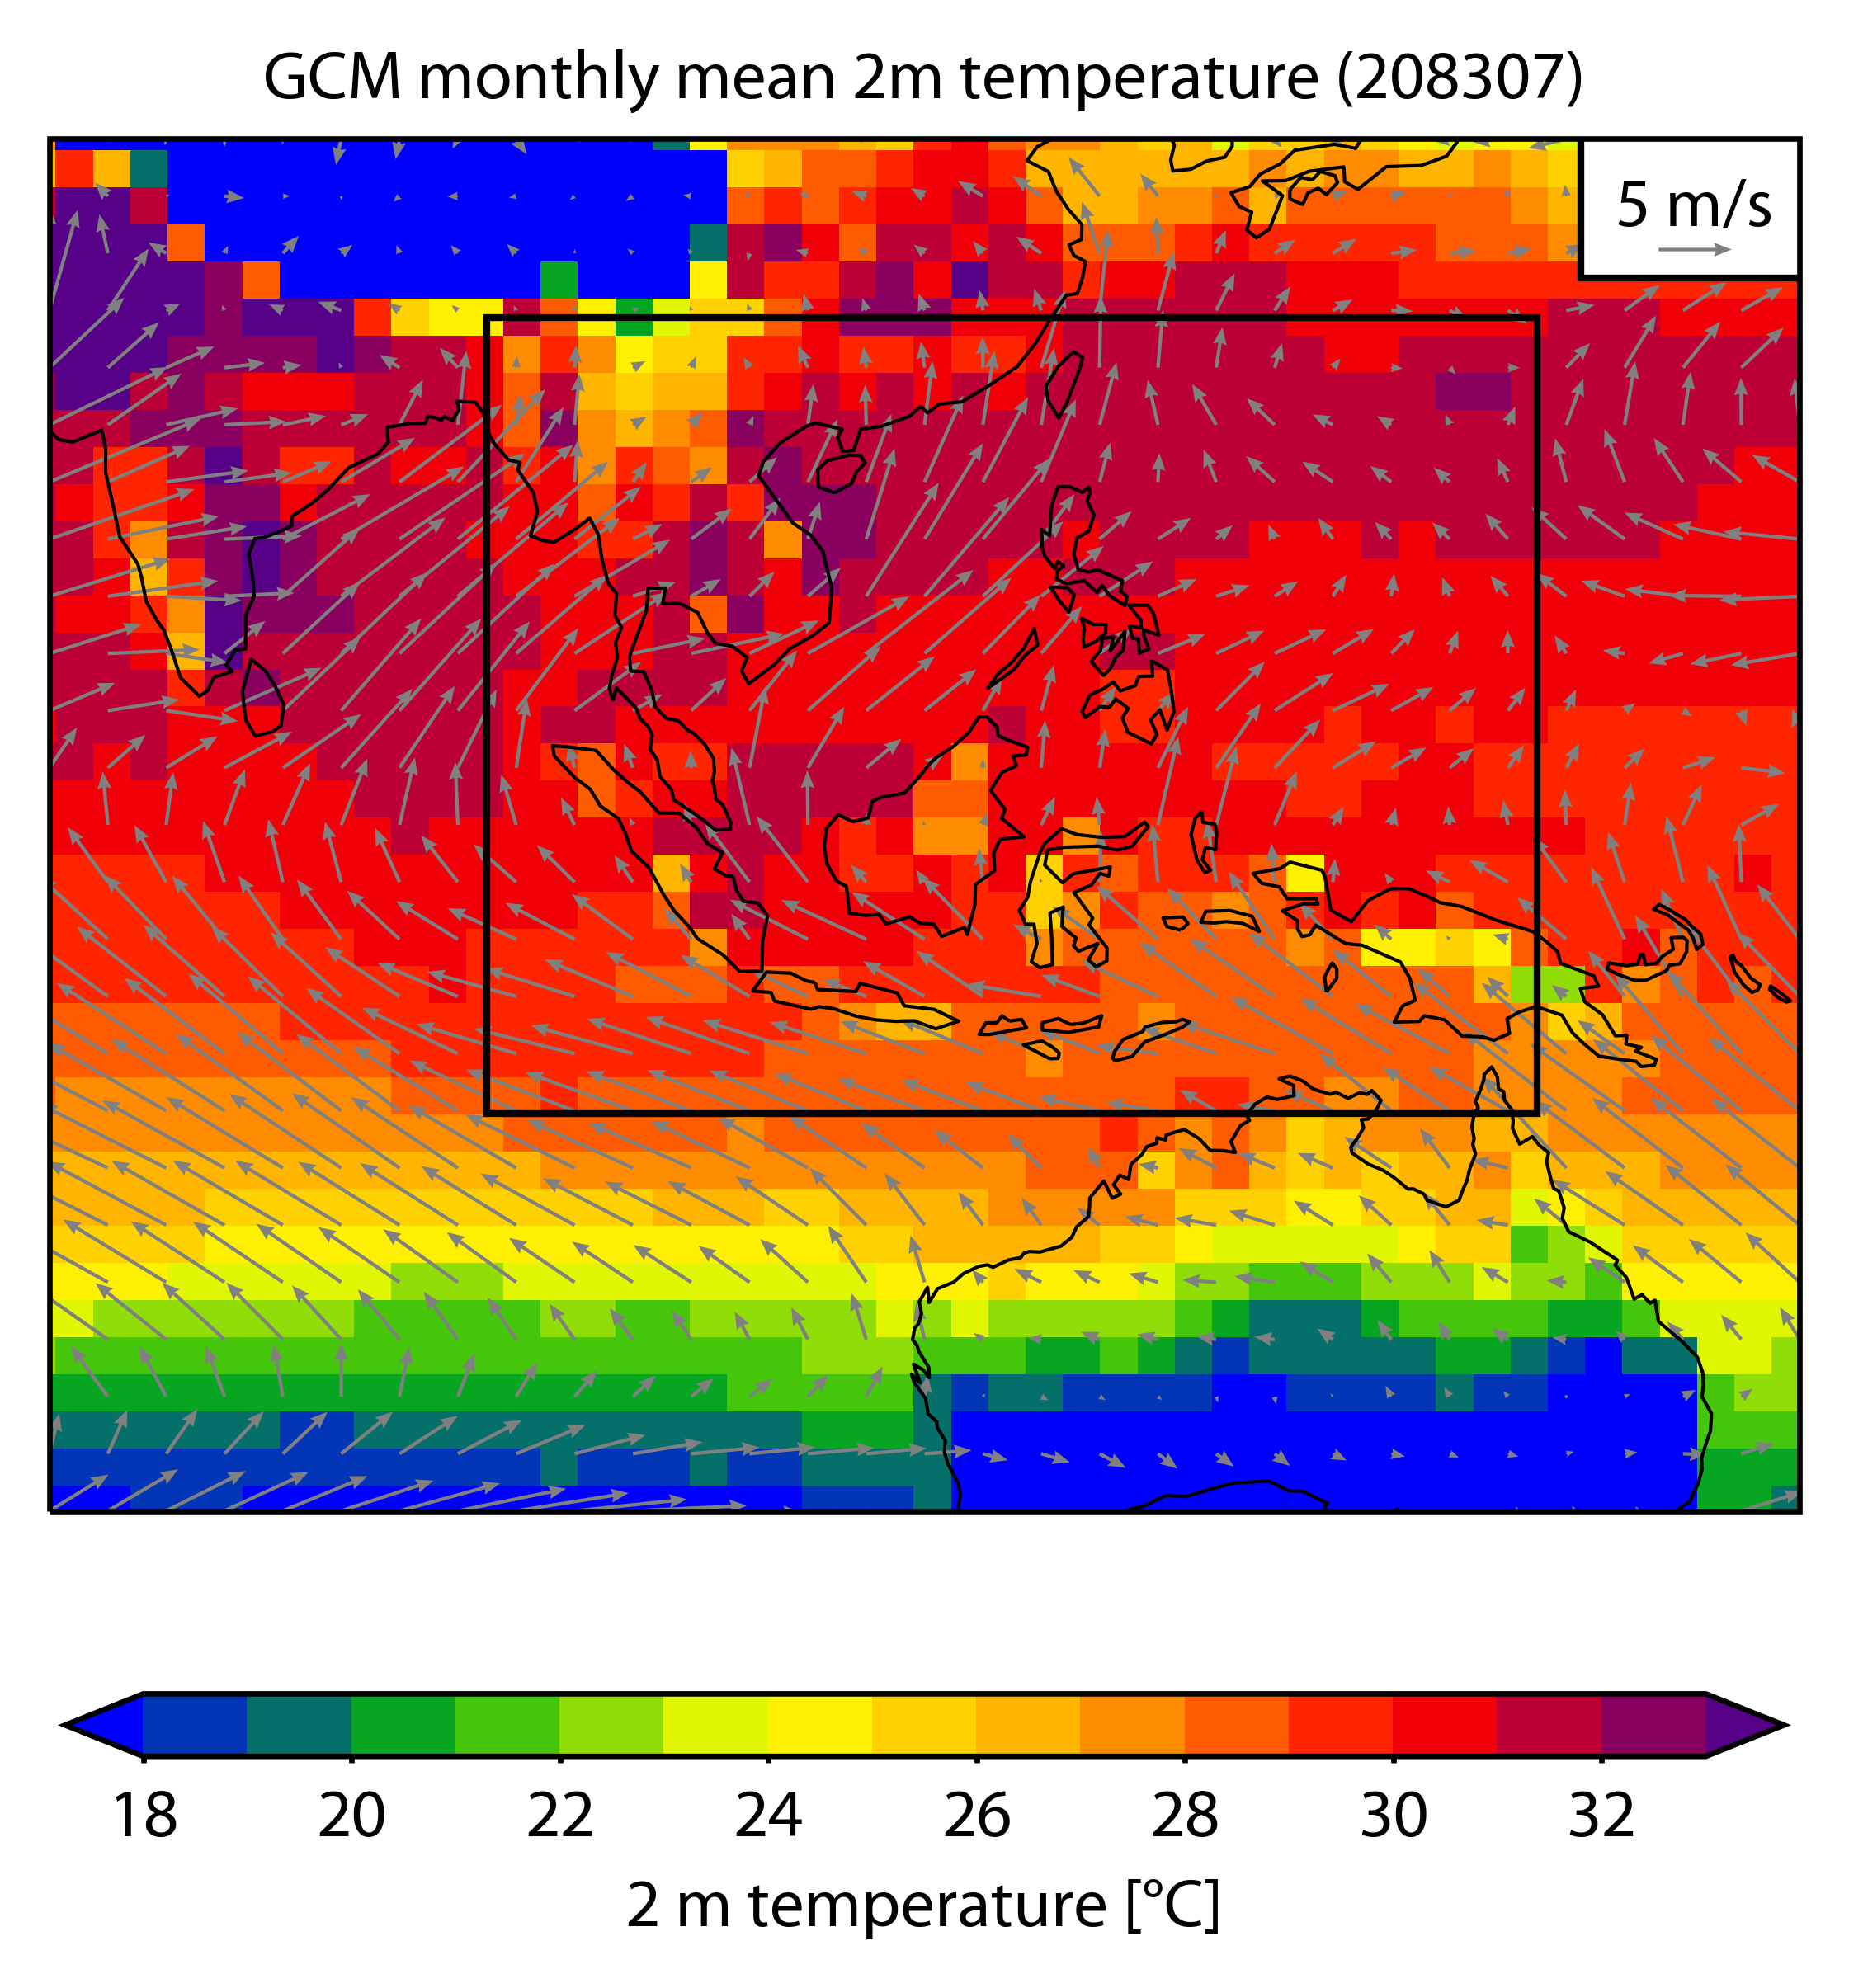 GCM monthly mean 2m temperature (208307)
5 m/s
18 20 22 24 26 28 30 32
2 m temperature [°C]